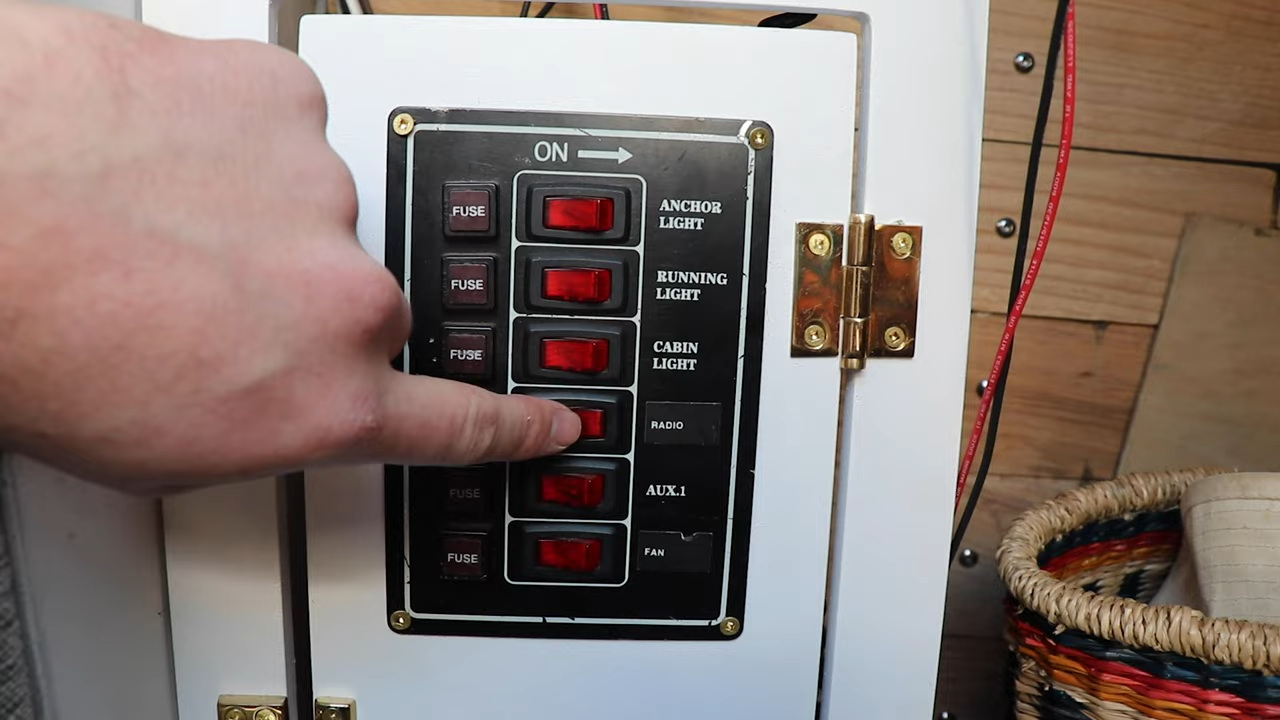 ON
FUSE
ANCHOR
LIGHT
FUSE
RUNNING
LIGHT
FUSE
CABIN
LIGHT
RADIO
FUSE
AUX.1
FUSE
FAN